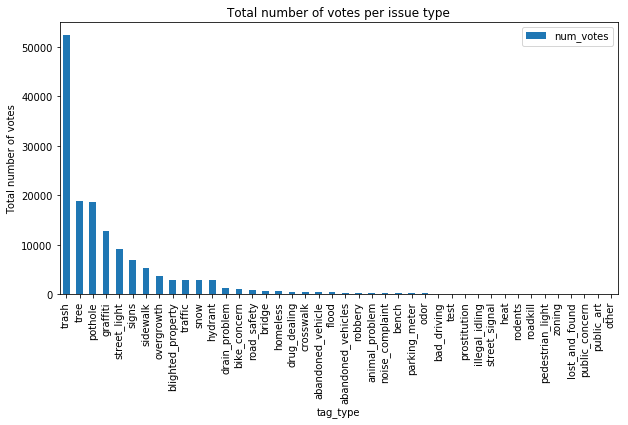 Total number of votes per issue type
num_votes
Total number of votes
50000
40000
30000
20000
10000
0
trash
tree
pothole
graffiti
street_light
signs
sidewalk
overgrowth
blighted_property
traffic
snow
hydrant
drain_problem
bike_concern
road_safety
bridge
homeless
drug_dealing
crosswalk
abandoned_vehicle
flood
abandoned_vehicles
robbery
animal_problem
noise_complaint
bench
parking_meter
odor
bad_driving
test
prostitution
illegal_idling
street_signal
heat
rodents
roadkill
pedestrian_light
zoning
lost_and_found
public_concern
public_art
other
tag_type